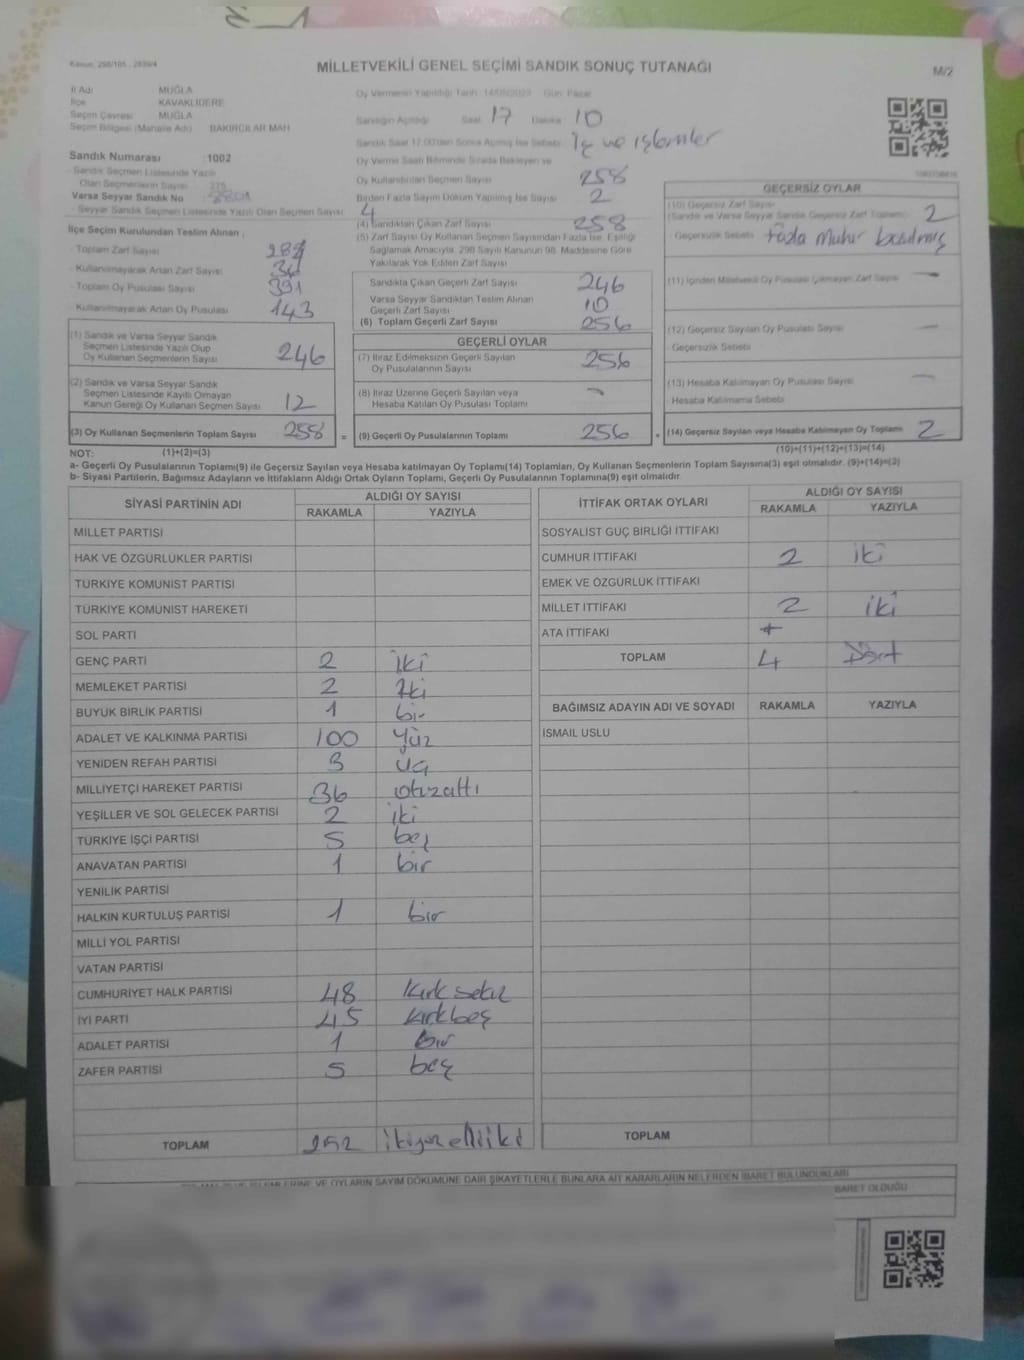 Kanun: 298/105, 2839/4
MİLLETVEKİLİ GENEL SEÇİMİ SANDIK SONUÇ TUTANAĞI
M/2
İl Adı MUĞLA
İlçe KAVAKLIDERE
Seçim Çevresi MUĞLA
Seçim Bölgesi (Mahalle Adı) BAKIRCILAR MAH
Sandık Numarası :1002
Sandık Seçmen Listesinde Yazılı
Olan Seçmenlerin Sayısı 275
Varsa Seyyar Sandık No
Seyyar Sandık Seçmen Listesinde Yazılı Olan Seçmen Sayısı: 4
İlçe Seçim Kurulundan Teslim Alınan ;
Toplam Zarf Sayısı
Kullanılmayarak Artan Zarf Sayısı
Toplam Oy Pusulası Sayısı 391
Kullanılmayarak Artan Oy Pusulası 143
(1) Sandık ve Varsa Seyyar Sandık
Seçmen Listesinde Yazılı Olup
Oy Kullanan Seçmenlerin Sayısı 246
(2) Sandık ve Varsa Seyyar Sandık
Seçmen Listesinde Kayıtlı Olmayan
Kanun Gereği Oy Kullanan Seçmen Sayısı 12
(3) Oy Kullanan Seçmenlerin Toplam Sayısı 258 =
Oy Vermenin Yapıldığı Tarih: 14/05/2023 Gün: Pazar
Sandığın Açıldığı Saat: 17 Dakika: 10
Sandık Saat 17.00'den Sonra Açılmış İse Sebebi: İş ve işlemler
Oy Verme Saati Bitiminde Sırada Bekleyen ve
Oy Kullandırılan Seçmen Sayısı 258
Birden Fazla Sayım Döküm Yapılmış İse Sayısı 2
(4) Sandıktan Çıkan Zarf Sayısı 258
(5) Zarf Sayısı Oy Kullanan Seçmen Sayısından Fazla İse, Eşitliği
Sağlamak Amacıyla, 298 Sayılı Kanunun 98. Maddesine Göre
Yakılarak Yok Edilen Zarf Sayısı
Sandıkta Çıkan Geçerli Zarf Sayısı 246
Varsa Seyyar Sandıktan Teslim Alınan
Geçerli Zarf Sayısı 10
(6) Toplam Geçerli Zarf Sayısı 256
GEÇERLİ OYLAR
(7) İtiraz Edilmeksizin Geçerli Sayılan
Oy Pusulalarının Sayısı 256
(8) İtiraz Üzerine Geçerli Sayılan veya
Hesaba Katılan Oy Pusulası Toplamı -
(9) Geçerli Oy Pusulalarının Toplamı 256 +
GEÇERSİZ OYLAR
(10) Geçersiz Zarf Sayısı
(Sandık ve Varsa Seyyar Sandık Geçersiz Zarf Toplamı) 2
Geçersizlik Sebebi fazla Mühür basılmış
(11) İçinden Milletvekili Oy Pusulası Çıkmayan Zarf Sayısı -
(12) Geçersiz Sayılan Oy Pusulası Sayısı -
Geçersizlik Sebebi
(13) Hesaba Katılmayan Oy Pusulası Sayısı -
Hesaba Katılmama Sebebi
(14) Geçersiz Sayılan veya Hesaba Katılmayan Oy Toplamı 2
NOT: (1)+(2)=(3) (10)+(11)+(12)+(13)=(14)
a- Geçerli Oy Pusulalarının Toplamı(9) ile Geçersiz Sayılan veya Hesaba katılmayan Oy Toplamı(14) Toplamları, Oy Kullanan Seçmenlerin Toplam Sayısına(3) eşit olmalıdır. (9)+(14)=(3)
b- Siyasi Partilerin, Bağımsız Adayların ve İttifakların Aldığı Ortak Oyların Toplamı, Geçerli Oy Pusulalarının Toplamına(9) eşit olmalıdır.
SİYASİ PARTİNİN ADI ALDIĞI OY SAYISI
RAKAMLA YAZIYLA
MİLLET PARTİSİ
HAK VE ÖZGÜRLÜKLER PARTİSİ
TÜRKİYE KOMÜNİST PARTİSİ
TÜRKİYE KOMÜNİST HAREKETİ
SOL PARTİ
GENÇ PARTİ 2 iki
MEMLEKET PARTİSİ 2 iki
BÜYÜK BİRLİK PARTİSİ 1 bir
ADALET VE KALKINMA PARTİSİ 100 yüz
YENİDEN REFAH PARTİSİ 3 üç
MİLLİYETÇİ HAREKET PARTİSİ 36 otuzaltı
YEŞİLLER VE SOL GELECEK PARTİSİ 2 iki
TÜRKİYE İŞÇİ PARTİSİ 5 beş
ANAVATAN PARTİSİ 1 bir
YENİLİK PARTİSİ
HALKIN KURTULUŞ PARTİSİ 1 bir
MİLLİ YOL PARTİSİ
VATAN PARTİSİ
CUMHURİYET HALK PARTİSİ 48 kırksekiz
İYİ PARTİ 45 kırkbeş
ADALET PARTİSİ 1 bir
ZAFER PARTİSİ 5 beş
TOPLAM 252 ikiyüzelliiki
İTTİFAK ORTAK OYLARI ALDIĞI OY SAYISI
RAKAMLA YAZIYLA
SOSYALİST GÜÇ BİRLİĞİ İTTİFAKI
CUMHUR İTTİFAKI 2 iki
EMEK VE ÖZGÜRLÜK İTTİFAKI
MİLLET İTTİFAKI 2 iki
ATA İTTİFAKI
TOPLAM 4 Dört
BAĞIMSIZ ADAYIN ADI VE SOYADI RAKAMLA YAZIYLA
İSMAİL USLU
TOPLAM
VE OYLARIN SAYIM DÖKÜMÜNE DAİR ŞİKAYETLERLE BUNLARA AİT KARARLARIN NELERDEN İBARET BULUNDUKLARI
BARET OLDUĞU